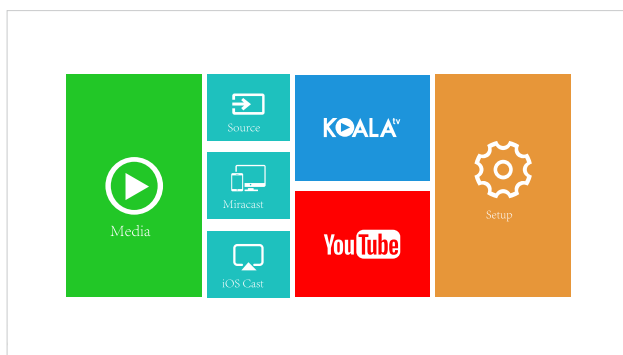 Media
Source
Miracast
iOS Cast
KOALA tv
YouTube
Setup